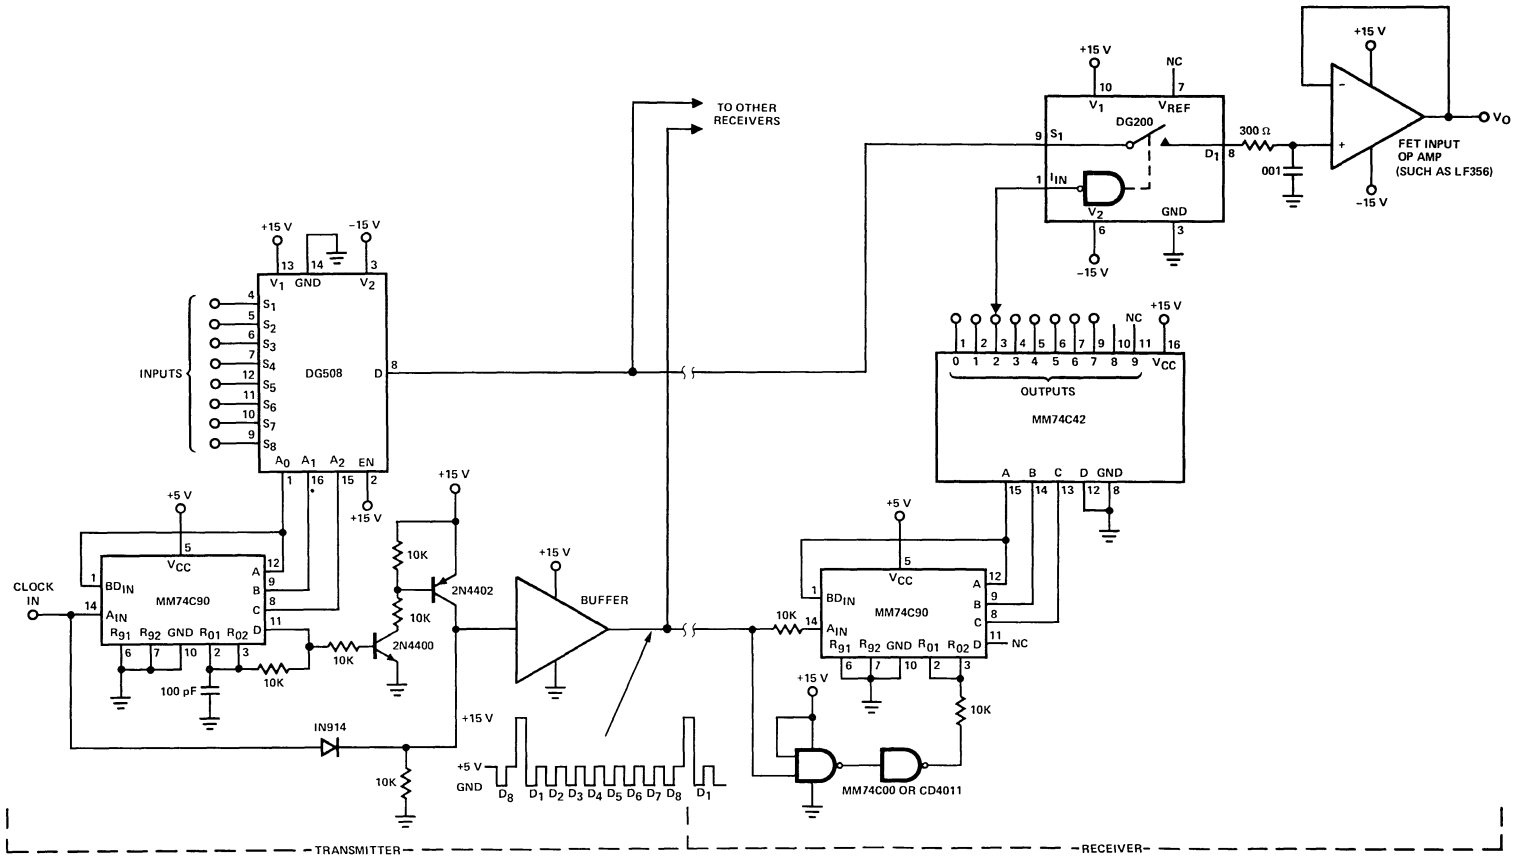 +15 V
+15 V
NC
10
7
V1
VREF
DG200
TO OTHER
RECEIVERS
9
S1
D1
8
300 Ω
001
−
+
VO
FET INPUT
OP AMP
(SUCH AS LF356)
−15 V
1
IIN
V2
GND
6
3
−15 V
+15 V
−15 V
13
14
3
V1
GND
V2
INPUTS
4
S1
5
S2
6
S3
7
S4
12
S5
11
S6
10
S7
9
S8
DG508
D
8
A0
A1
A2
EN
1
16
15
2
+15 V
NC
+15 V
1
2
3
4
5
6
7
9
10
11
16
0
1
2
3
4
5
6
7
8
9
VCC
OUTPUTS
MM74C42
A
B
C
D
GND
15
14
13
12
8
+5 V
5
VCC
CLOCK
IN
1
BDIN
14
AIN
MM74C90
A
12
B
9
C
8
D
11
R91
R92
GND
R01
R02
6
7
10
2
3
100 pF
10K
10K
+15 V
10K
10K
2N4402
2N4400
IN914
10K
+15 V
BUFFER
+15 V
+5 V
GND
D8
D1
D2
D3
D4
D5
D6
D7
D8
D1
+5 V
5
VCC
1
BDIN
10K
14
AIN
MM74C90
A
12
B
9
C
8
D
11
NC
R91
R92
GND
R01
R02
6
7
10
2
3
10K
+15 V
MM74C00 OR CD4011
TRANSMITTER
RECEIVER